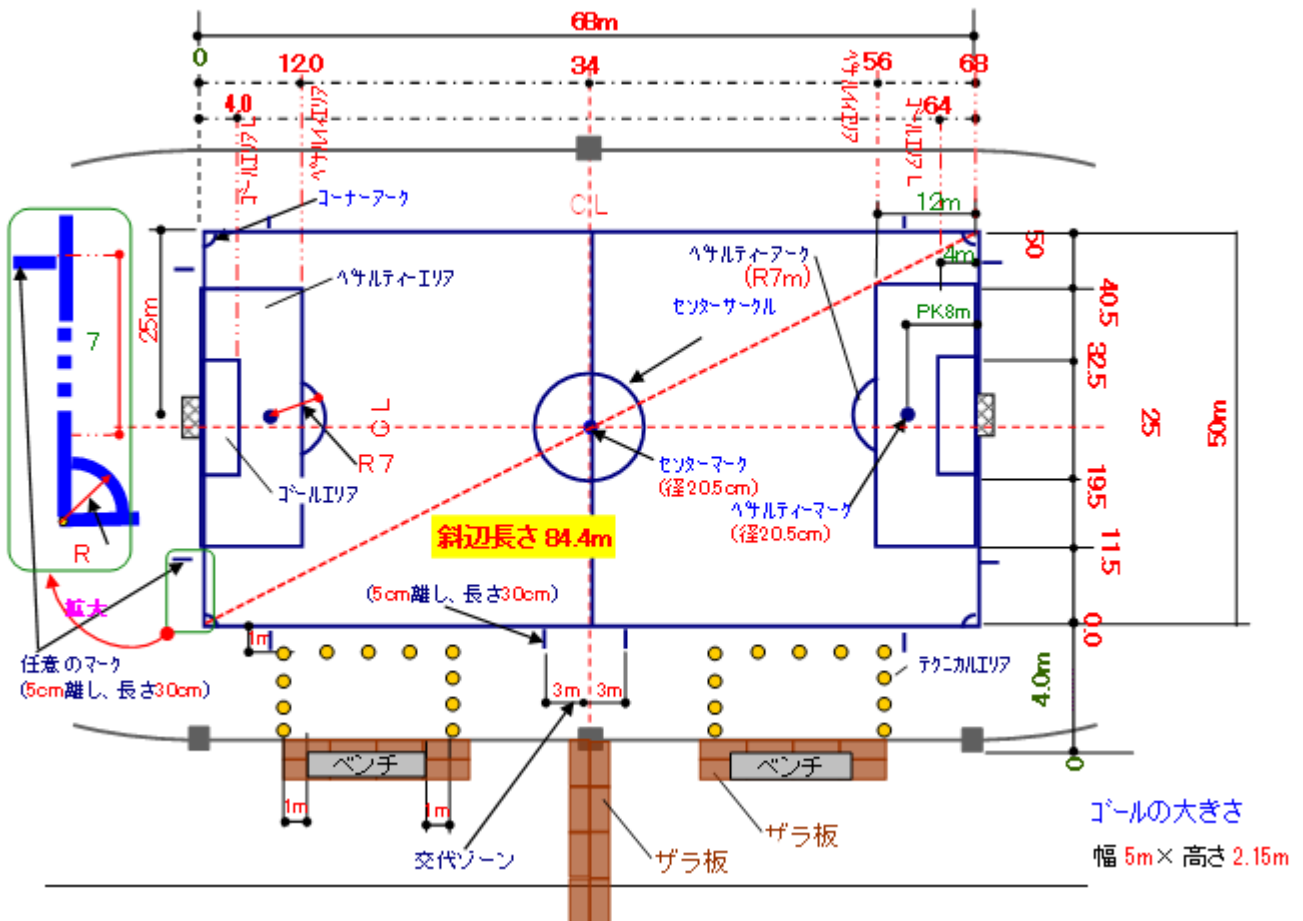 68m
0
12.0
34
56
68
4.0
64
ゴールエリア L
ペナルティエリア
ペナルティエリア
ゴールエリア L
12m
コーナーアーク
C L
50
4m
ペナルティーアーク
(R7m)
ペナルティーエリア
センターサークル
PK8m
40.5
7
25m
32.5
C L
25
50m
R7
センターマーク
(径20.5cm)
ゴールエリア
ペナルティーマーク
(径20.5cm)
19.5
斜辺長さ 84.4m
R
11.5
(5cm離し、長さ30cm)
拡大
0.0
1m
任意のマーク
(5cm離し、長さ30cm)
テクニカルエリア
3m
3m
4.0m
ベンチ
ベンチ
0
1m
1m
ゴールの大きさ
ザラ板
交代ゾーン
ザラ板
幅 5m× 高さ 2.15m